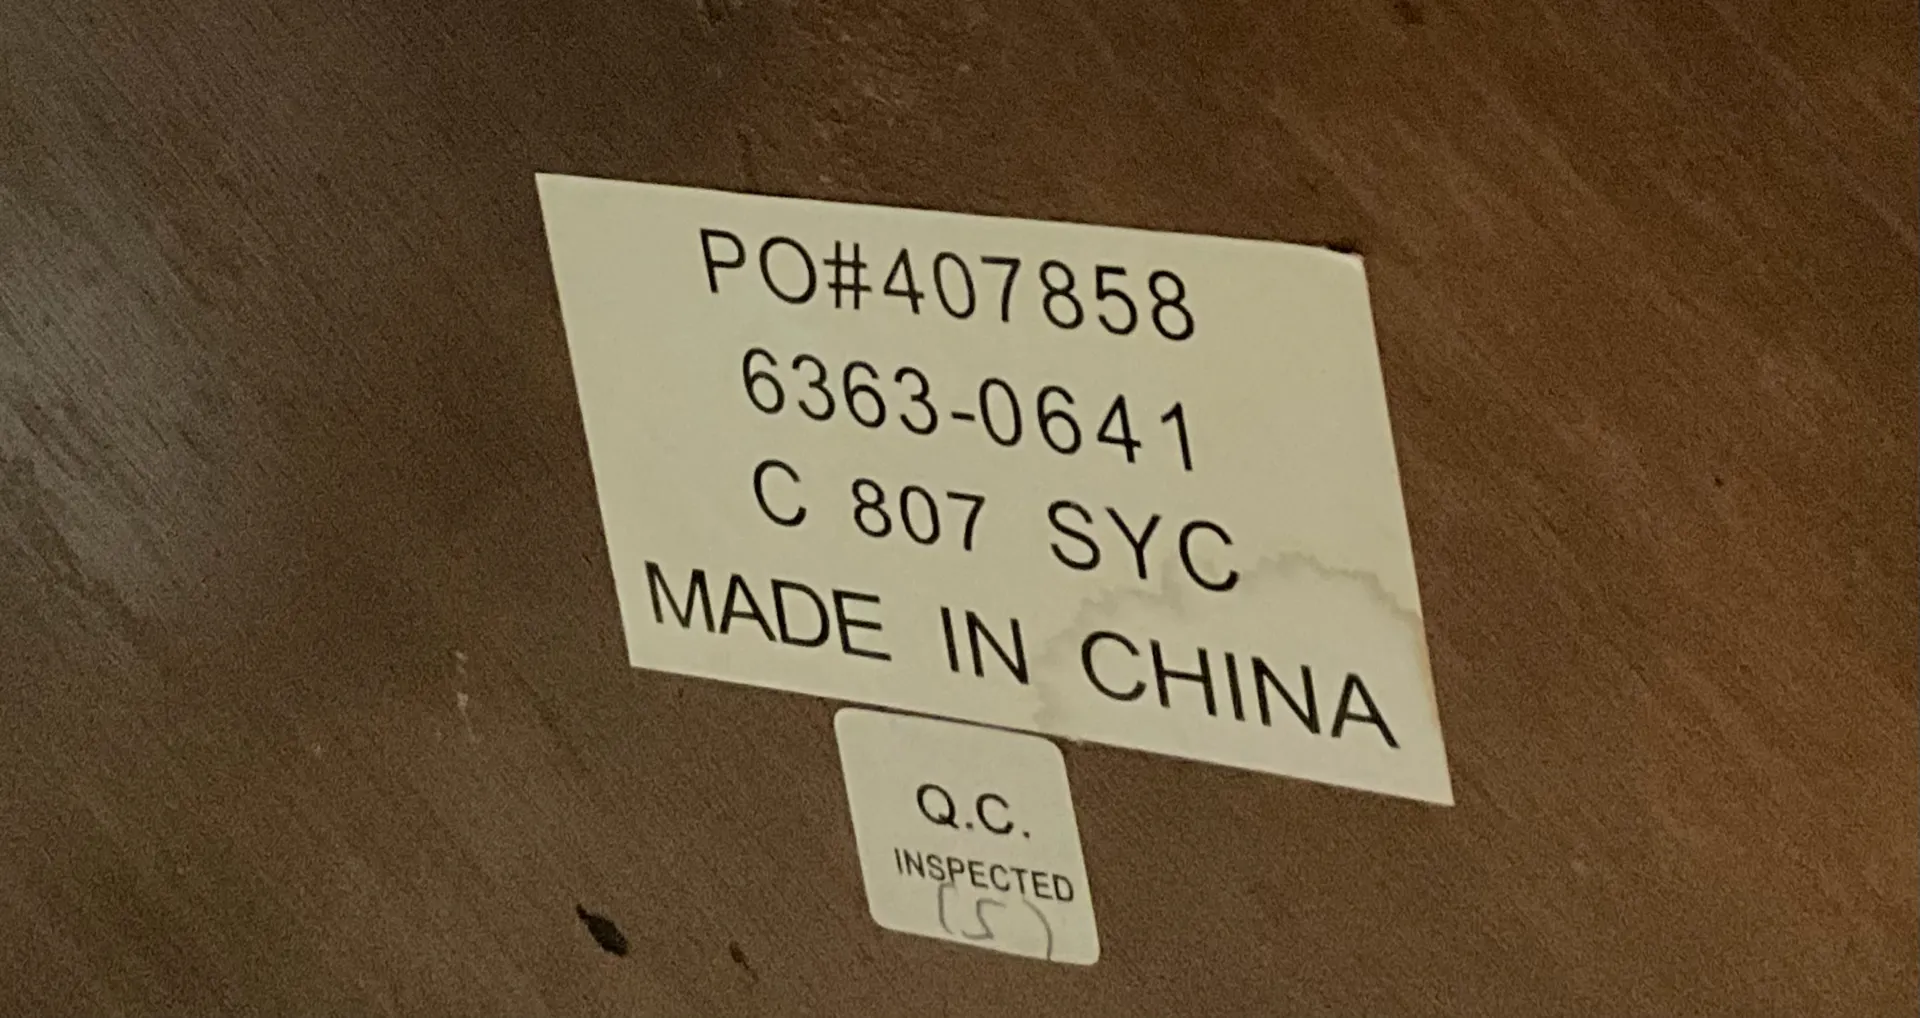 PO#407858
6363-0641
C 807 SYC
MADE IN CHINA
Q.C.
INSPECTED
(5)